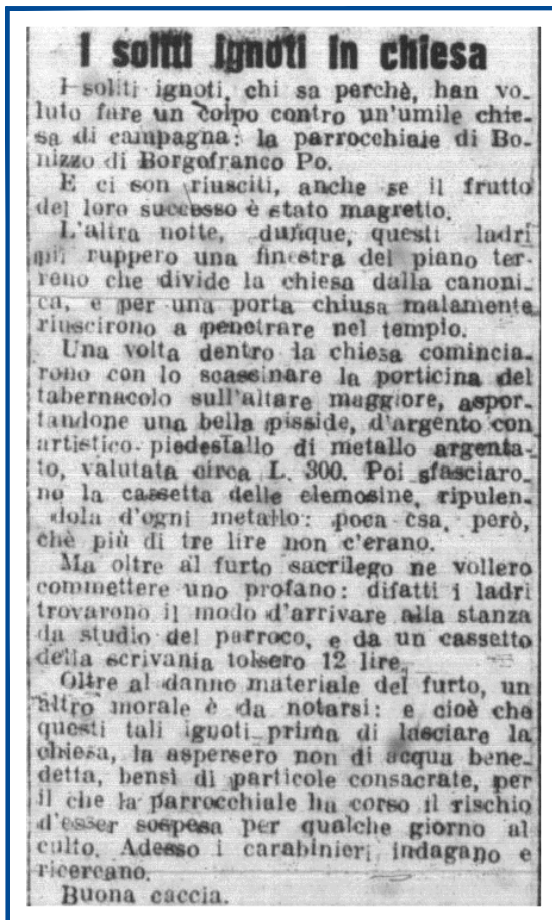 I soliti ignoti in chiesa
I soliti ignoti, chi sa perchè, han vo-
luto fare un colpo contro un'umile chie-
sa di campagna: la parrocchiale di Bo-
nizzo di Borgofranco Po.
E ci son riusciti, anche se il frutto
del loro successo è stato magretto.
L'altra notte, dunque, questi ladri
ruppero una finestra del piano ter-
reno che divide la chiesa dalla canoni-
ca, e per una porta chiusa malamente
riuscirono a penetrare nel tempio.
Una volta dentro la chiesa comincia-
rono con lo scassinare la porticina del
tabernacolo sull'altare maggiore, aspor-
tandone una bella pisside, d'argento con
artistico piedestallo di metallo argenta-
to, valutata circa L. 300. Poi sfasciaro-
no la cassetta delle elemosine, ripulen-
dola d'ogni metallo: poca csa, però,
chè più di tre lire non c'erano.
Ma oltre al furto sacrilego ne vollero
commettere uno profano: difatti i ladri
trovarono il modo d'arrivare alla stanza
da studio del parroco, e da un cassetto
della scrivania tolsero 12 lire.
Oltre al danno materiale del furto, un
altro morale è da notarsi: e cioè che
questi tali ignoti prima di lasciare la
chiesa, la aspersero non di acqua bene-
detta, bensì di particole consacrate, per
il che la parrocchiale ha corso il rischio
d'esser sospesa per qualche giorno al
culto. Adesso i carabinieri indagano e
ricercano.
Buona caccia.